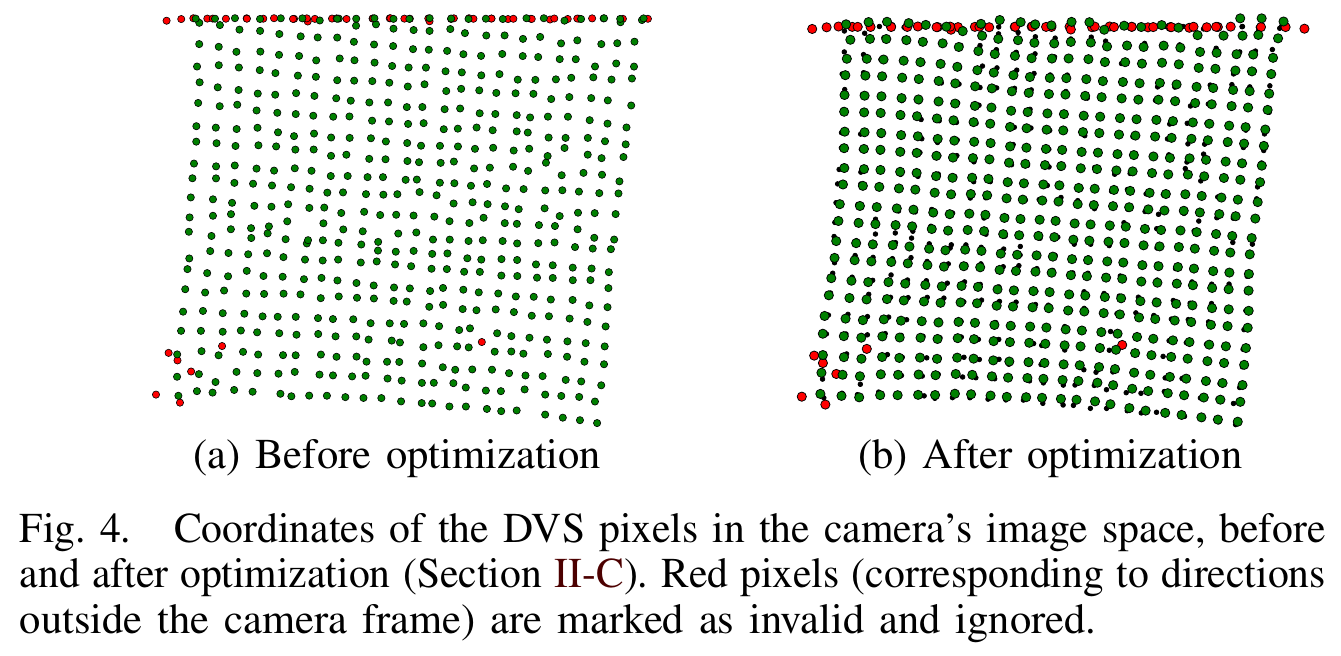 (a) Before optimization
(b) After optimization
Fig. 4. Coordinates of the DVS pixels in the camera's image space, before
and after optimization (Section II-C). Red pixels (corresponding to directions
outside the camera frame) are marked as invalid and ignored.